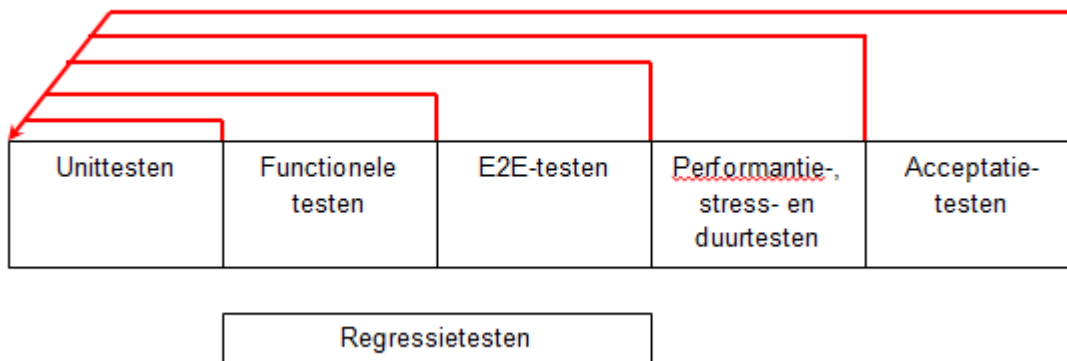 Unittesten
Functionele
testen
E2E-testen
Performantie-,
stress- en
duurtesten
Acceptatie-
testen
Regressietesten